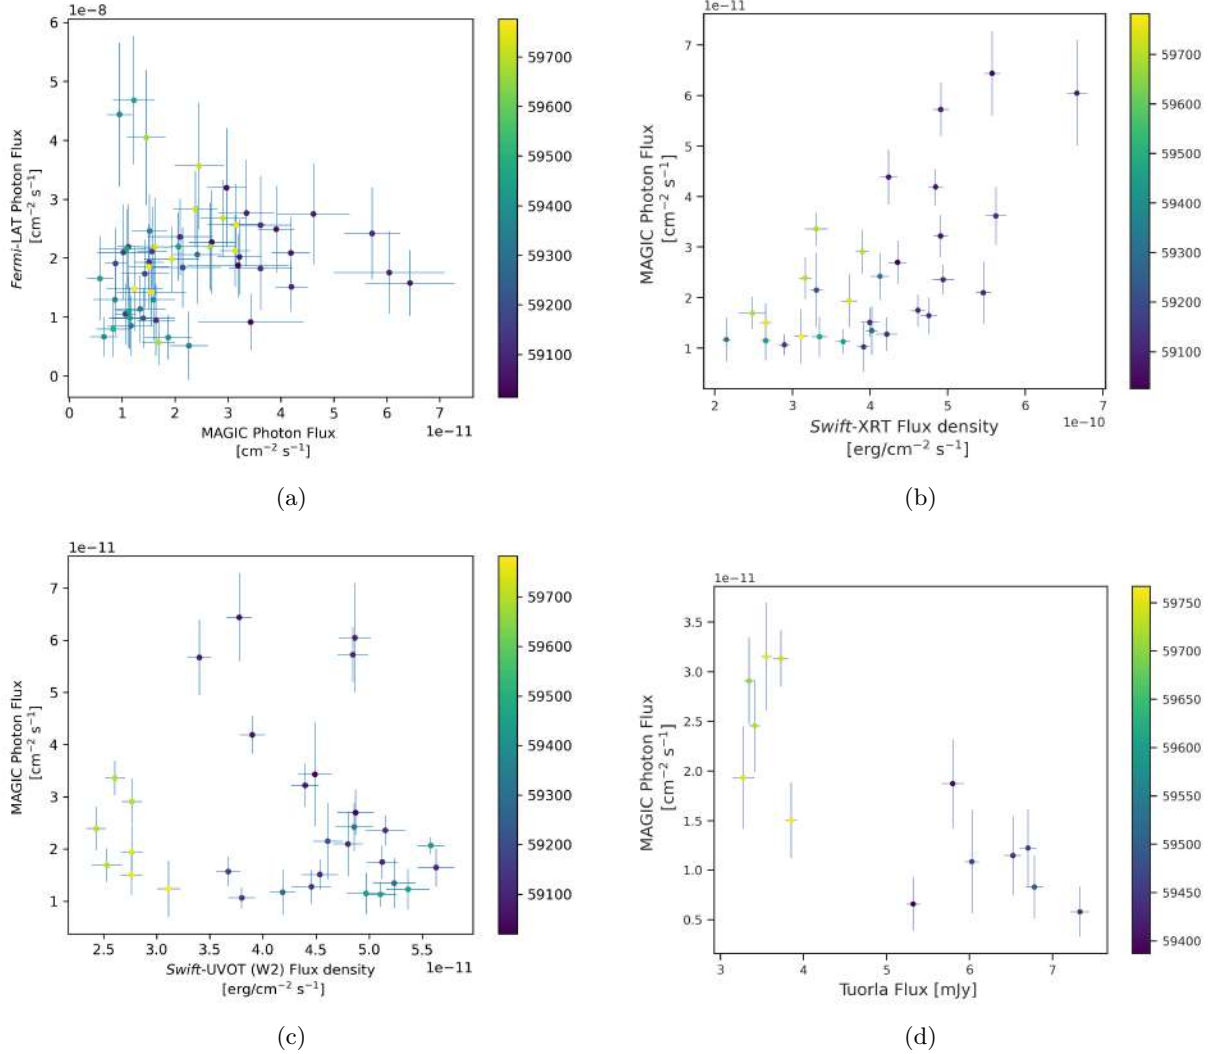 1e−8
6
5
4
3
2
1
0
Fermi-LAT Photon Flux
[cm−2 s−1]
0 1 2 3 4 5 6 7
1e−11
MAGIC Photon Flux
[cm−2 s−1]
59700
59600
59500
59400
59300
59200
59100
(a)
1e−11
7
6
5
4
3
2
1
MAGIC Photon Flux
[cm−2 s−1]
2 3 4 5 6 7
1e−10
Swift-XRT Flux density
[erg/cm−2 s−1]
59700
59600
59500
59400
59300
59200
59100
(b)
1e−11
7
6
5
4
3
2
1
MAGIC Photon Flux
[cm−2 s−1]
2.5 3.0 3.5 4.0 4.5 5.0 5.5
1e−11
Swift-UVOT (W2) Flux density
[erg/cm−2 s−1]
59700
59600
59500
59400
59300
59200
59100
(c)
1e−11
3.5
3.0
2.5
2.0
1.5
1.0
0.5
MAGIC Photon Flux
[cm−2 s−1]
3 4 5 6 7
Tuorla Flux [mJy]
59750
59700
59650
59600
59550
59500
59450
59400
(d)